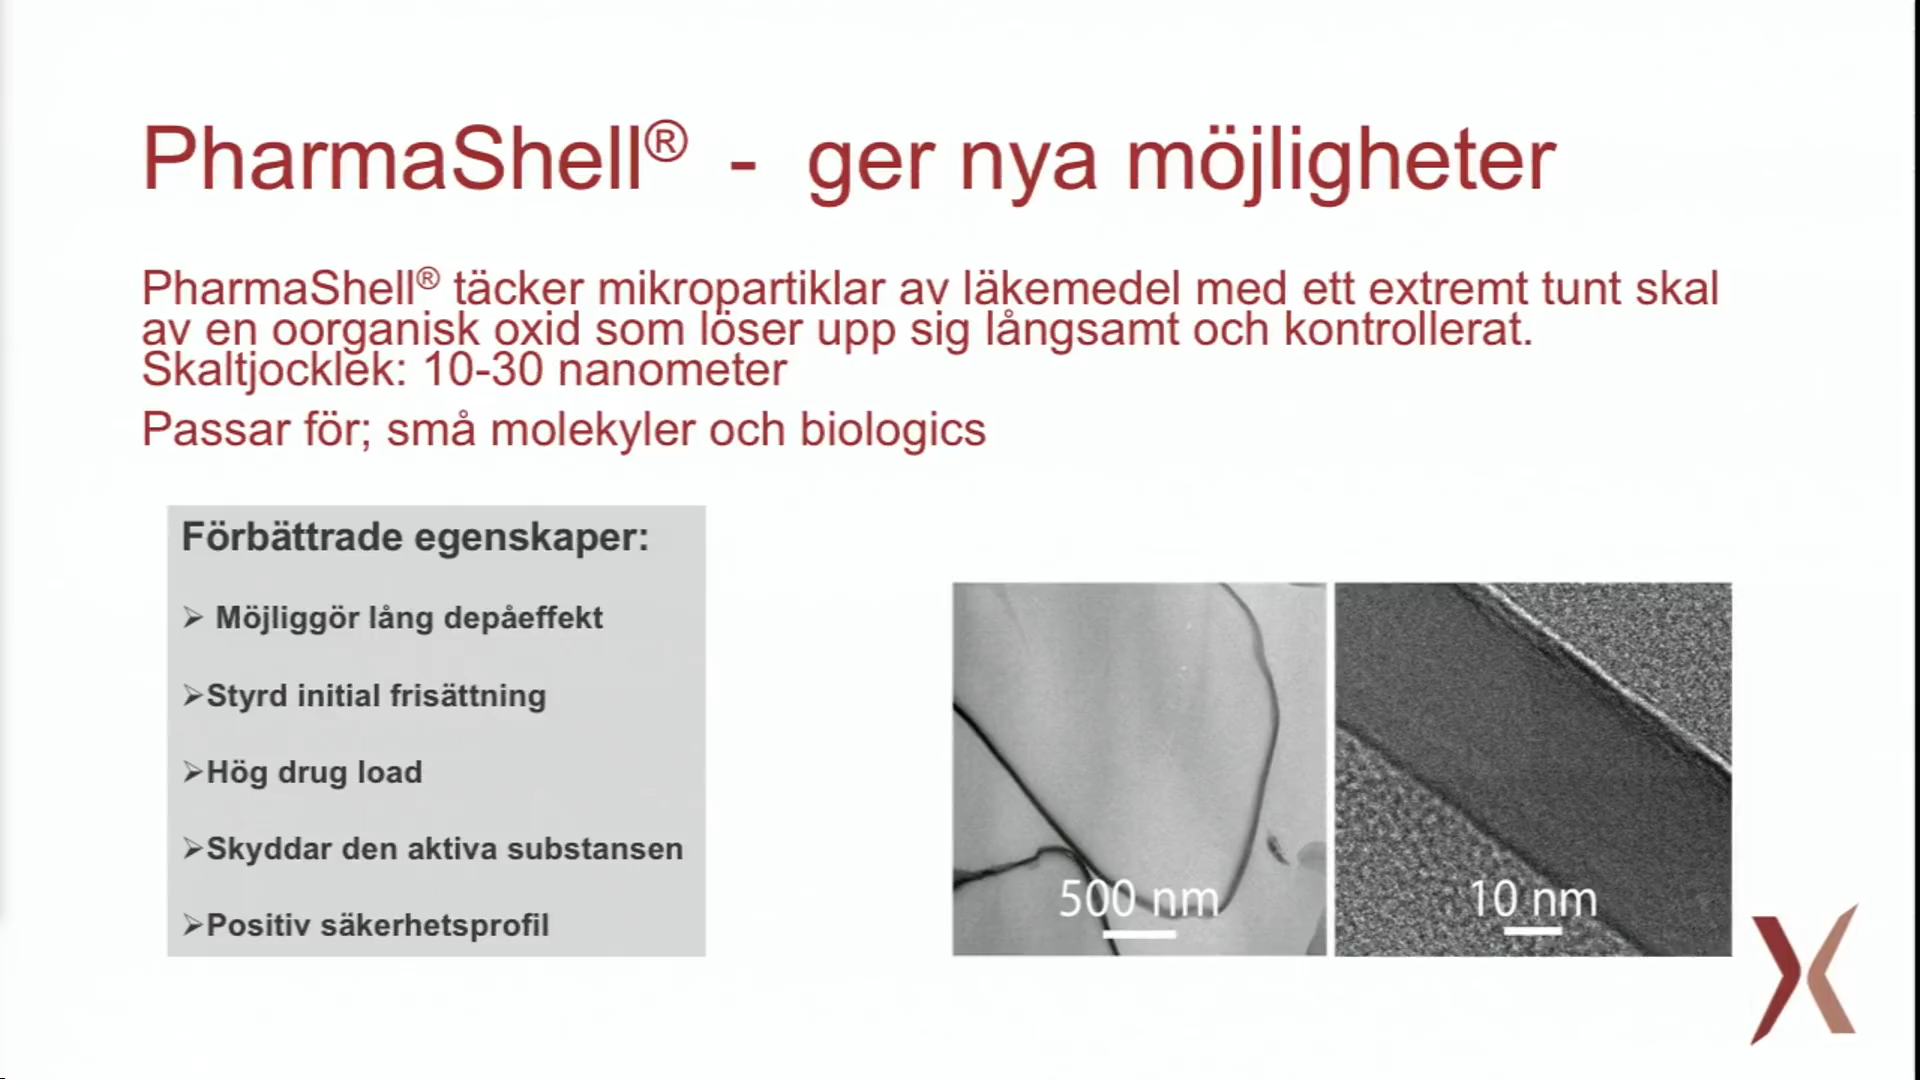 PharmaShell® - ger nya möjligheter
PharmaShell® täcker mikropartiklar av läkemedel med ett extremt tunt skal
av en oorganisk oxid som löser upp sig långsamt och kontrollerat.
Skaltjocklek: 10-30 nanometer
Passar för; små molekyler och biologics
Förbättrade egenskaper:
➢ Möjliggör lång depåeffekt
➢Styrd initial frisättning
➢Hög drug load
➢Skyddar den aktiva substansen
➢Positiv säkerhetsprofil
500 nm
10 nm